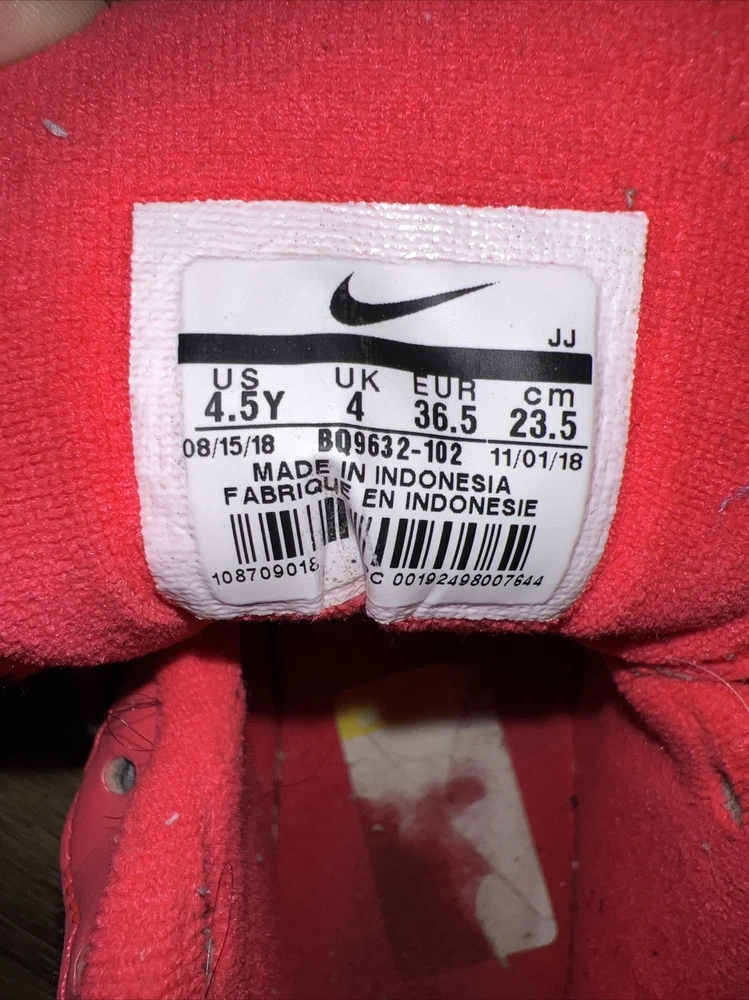 JJ
US UK EUR cm
4.5Y 4 36.5 23.5
08/15/18 BQ9632-102 11/01/18
MADE IN INDONESIA
FABRIQUE EN INDONESIE
C 00192498007644